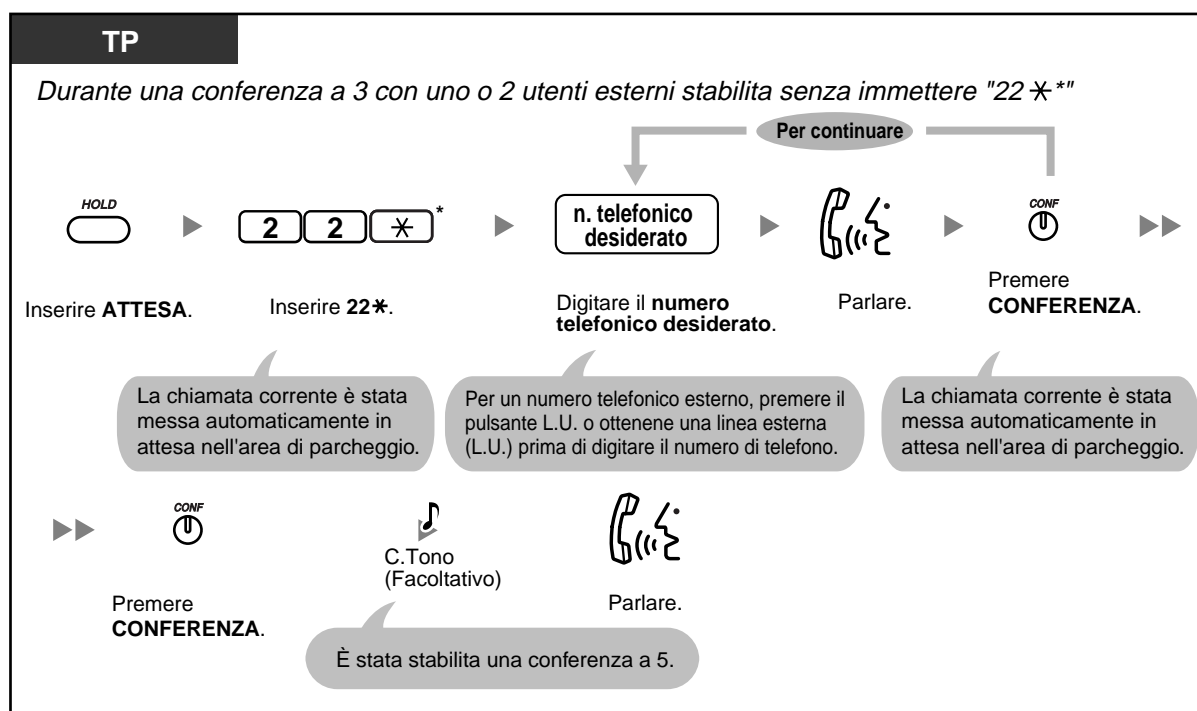 TP
Durante una conferenza a 3 con uno o 2 utenti esterni stabilita senza immettere "22✳*"
Per continuare
HOLD
2 2 ✳ *
n. telefonico
desiderato
CONF
Inserire ATTESA.
Inserire 22✳.
Digitare il numero
telefonico desiderato.
Parlare.
Premere
CONFERENZA.
La chiamata corrente è stata
messa automaticamente in
attesa nell'area di parcheggio.
Per un numero telefonico esterno, premere il
pulsante L.U. o ottenene una linea esterna
(L.U.) prima di digitare il numero di telefono.
La chiamata corrente è stata
messa automaticamente in
attesa nell'area di parcheggio.
CONF
Premere
CONFERENZA.
C.Tono
(Facoltativo)
Parlare.
È stata stabilita una conferenza a 5.